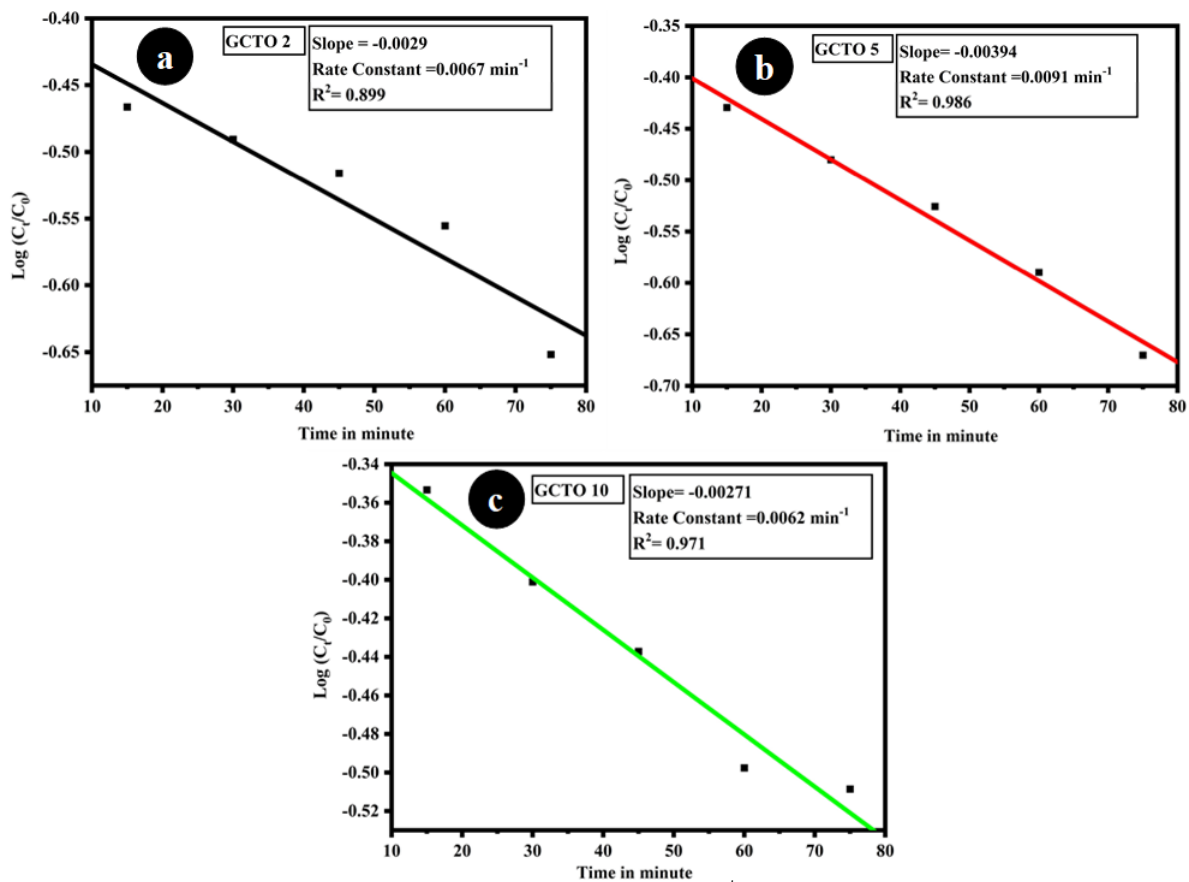 a
GCTO 2
Slope = -0.0029
Rate Constant =0.0067 min⁻¹
R²= 0.899
-0.40
-0.45
-0.50
-0.55
-0.60
-0.65
Log (Cₜ/C₀)
10 20 30 40 50 60 70 80
Time in minute
b
GCTO 5
Slope= -0.00394
Rate Constant =0.0091 min⁻¹
R²= 0.986
-0.35
-0.40
-0.45
-0.50
-0.55
-0.60
-0.65
-0.70
Log (Cₜ/C₀)
10 20 30 40 50 60 70 80
Time in minute
c
GCTO 10
Slope= -0.00271
Rate Constant =0.0062 min⁻¹
R²= 0.971
-0.34
-0.36
-0.38
-0.40
-0.42
-0.44
-0.46
-0.48
-0.50
-0.52
Log (Cₜ/C₀)
10 20 30 40 50 60 70 80
Time in minute